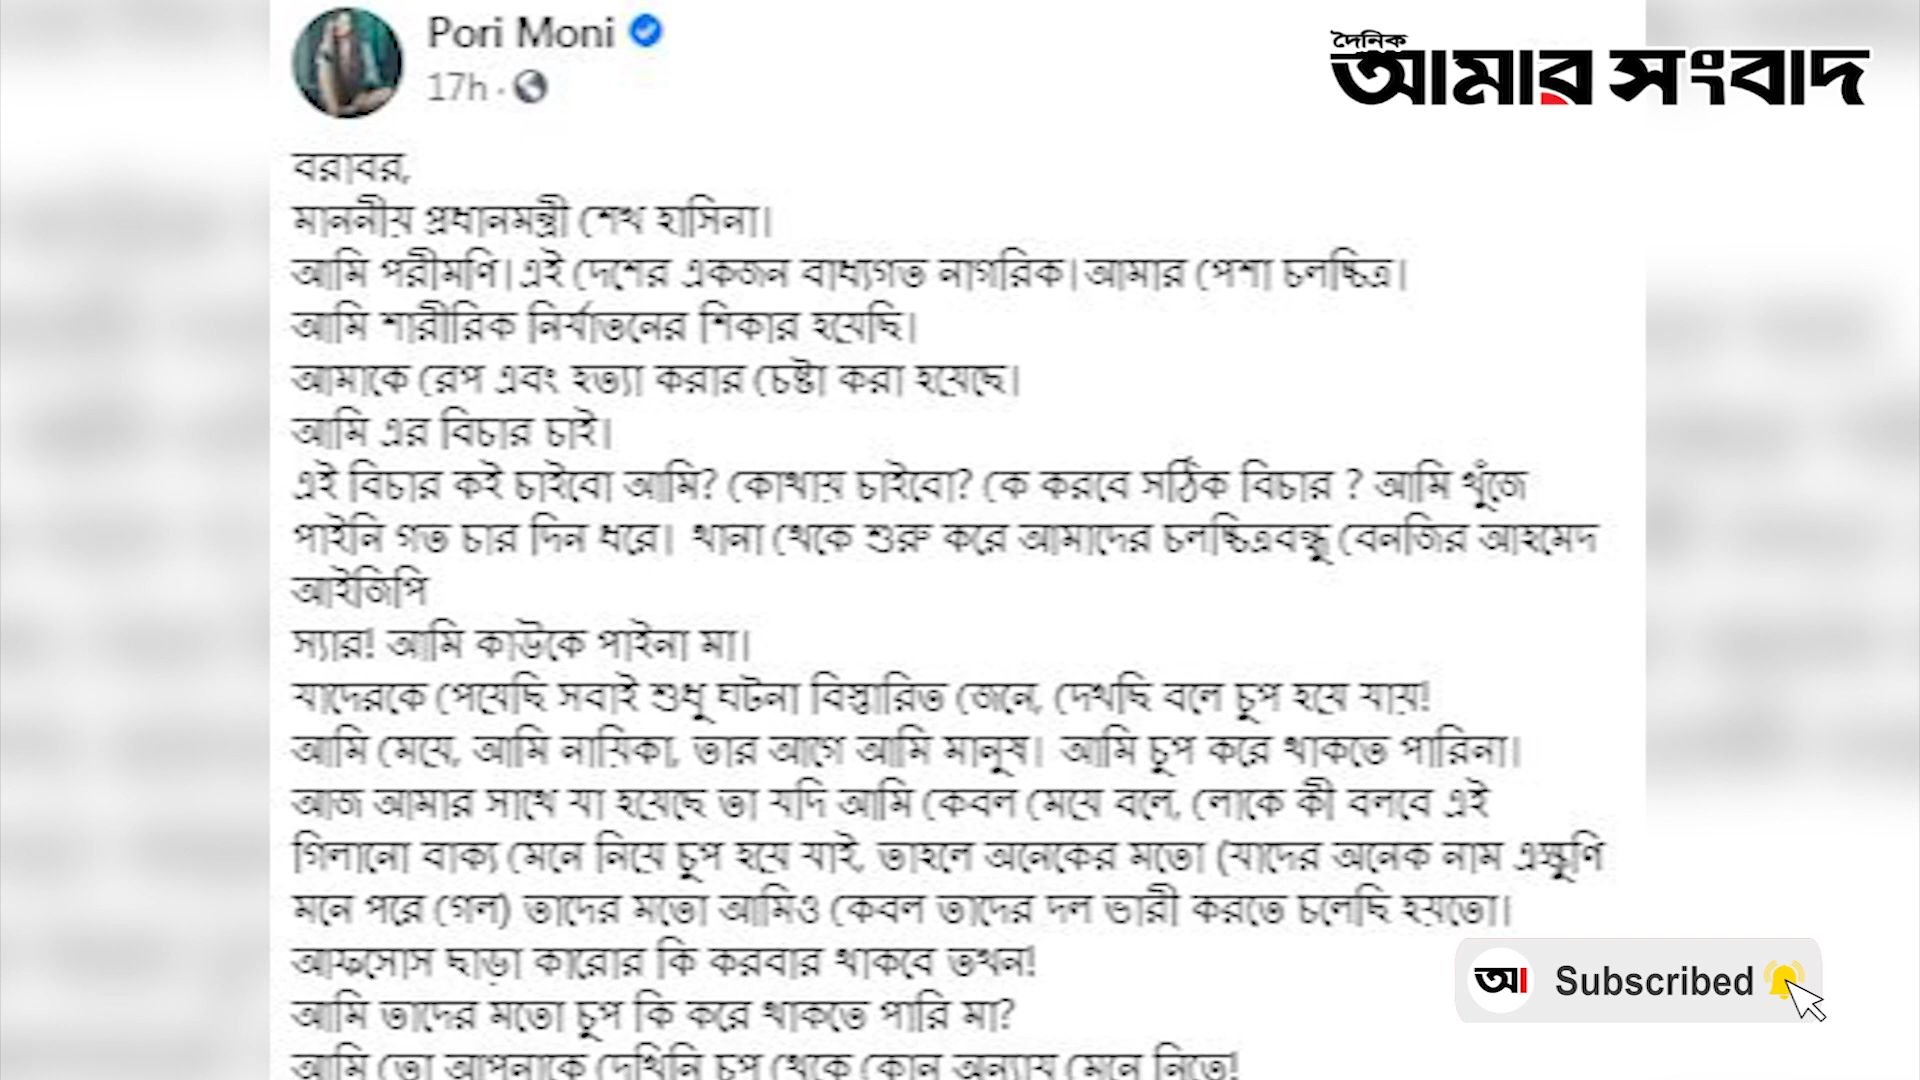 Pori Moni
17h
দৈনিক
আমার সংবাদ
বরাবর,
মাননীয় প্রধানমন্ত্রী শেখ হাসিনা।
আমি পরীমণি। এই দেশের একজন বাধ্যগত নাগরিক। আমার পেশা চলচ্চিত্র।
আমি শারীরিক নির্যাতনের শিকার হয়েছি।
আমাকে রেপ এবং হত্যা করার চেষ্টা করা হয়েছে।
আমি এর বিচার চাই।
এই বিচার কই চাইবো আমি? কোথায় চাইবো? কে করবে সঠিক বিচার ? আমি খুঁজে
পাইনি গত চার দিন ধরে। থানা থেকে শুরু করে আমাদের চলচ্চিত্রবন্ধু বেনজির আহমেদ
আইজিপি
স্যার! আমি কাউকে পাইনা মা।
যাদেরকে পেয়েছি সবাই শুধু ঘটনা বিস্তারিত জেনে, দেখছি বলে চুপ হয়ে যায়!
আমি মেয়ে, আমি নায়িকা, তার আগে আমি মানুষ। আমি চুপ করে থাকতে পারিনা।
আজ আমার সাথে যা হয়েছে তা যদি আমি কেবল মেয়ে বলে, লোকে কী বলবে এই
গিলানো বাক্য মেনে নিয়ে চুপ হয়ে যাই, তাহলে অনেকের মতো (যাদের অনেক নাম এক্ষুণি
মনে পরে গেল) তাদের মতো আমিও কেবল তাদের দল ভারী করতে চলেছি হয়তো।
আফসোস ছাড়া কারোর কি করবার থাকবে তখন!
আমি তাদের মতো চুপ কি করে থাকতে পারি মা?
আমি তো আপনাকে দেখিনি চুপ থেকে কোন অন্যায় মেনে নিতে!
আ
Subscribed